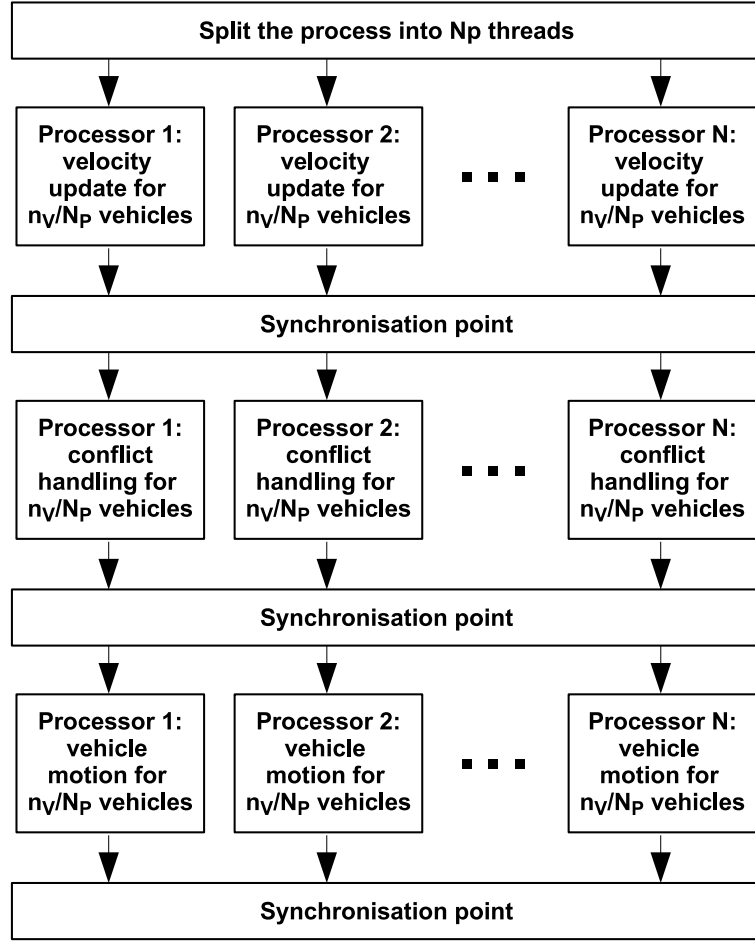 Split the process into Np threads
Processor 1:
velocity
update for
nV/NP vehicles
Processor 2:
velocity
update for
nV/NP vehicles
Processor N:
velocity
update for
nV/NP vehicles
Synchronisation point
Processor 1:
conflict
handling for
nV/NP vehicles
Processor 2:
conflict
handling for
nV/NP vehicles
Processor N:
conflict
handling for
nV/NP vehicles
Synchronisation point
Processor 1:
vehicle
motion for
nV/NP vehicles
Processor 2:
vehicle
motion for
nV/NP vehicles
Processor N:
vehicle
motion for
nV/NP vehicles
Synchronisation point